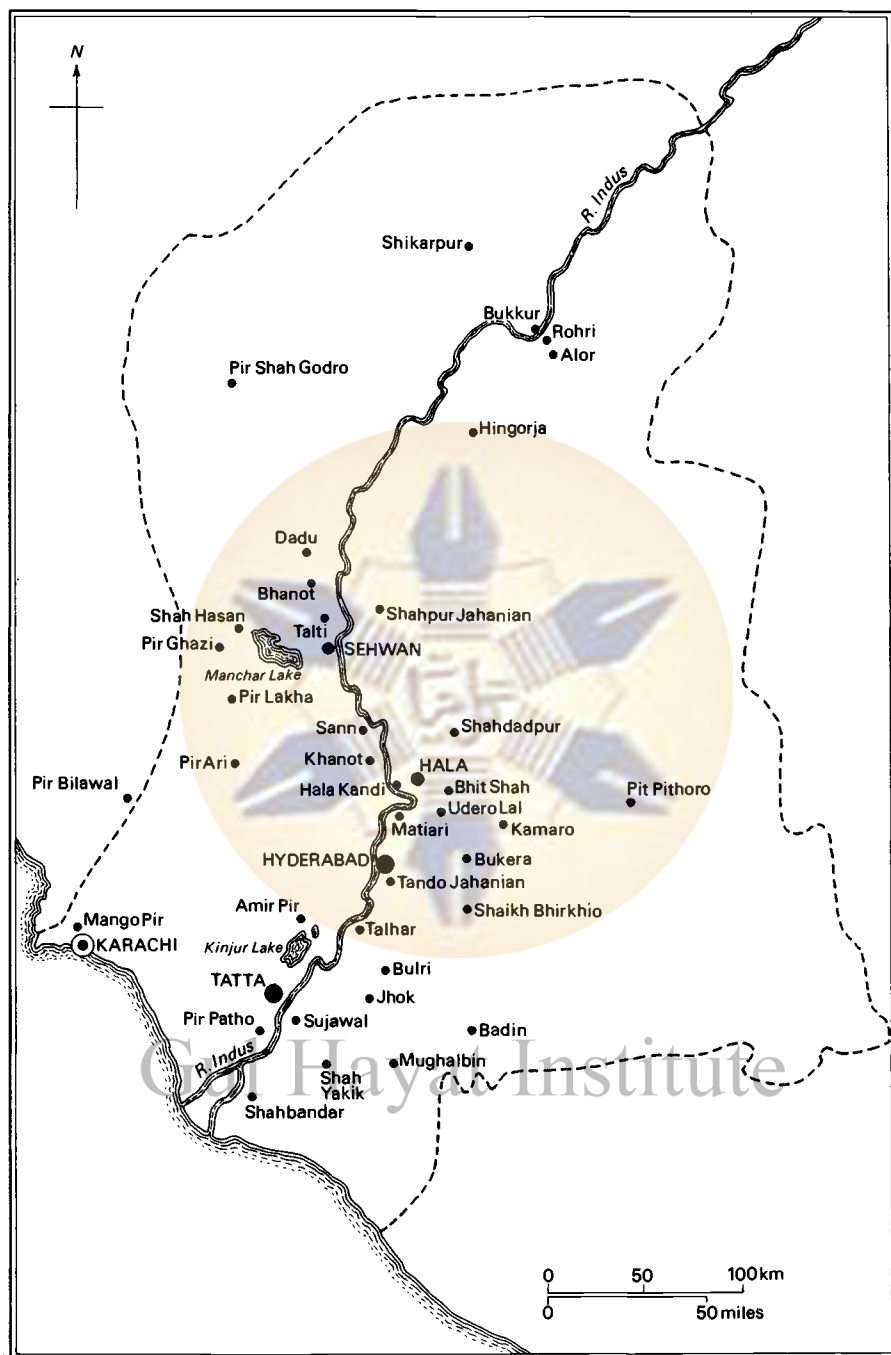 N
R. Indus
Shikarpur
Bukkur
Rohri
Alor
Pir Shah Godro
Hingorja
Dadu
Bhanot
Shah Hasan
Talti
Shahpur Jahanian
Pir Ghazi
SEHWAN
Manchar Lake
Pir Lakha
Sann
Shahdadpur
Khanot
Pir Ari
HALA
Hala Kandi
Bhit Shah
Pir Bilawal
Pit Pithoro
Udero Lal
Matiari
Kamaro
HYDERABAD
Bukera
Tando Jahanian
Amir Pir
Shaikh Bhirkhio
Mango Pir
Talhar
KARACHI
Kinjur Lake
Bulri
TATTA
Jhok
Pir Patho
Sujawal
Badin
R. Indus
Mughalbin
Gul Hayat Institute
Shah
Yakik
Shahbandar
0 50 100 km
0 50 miles